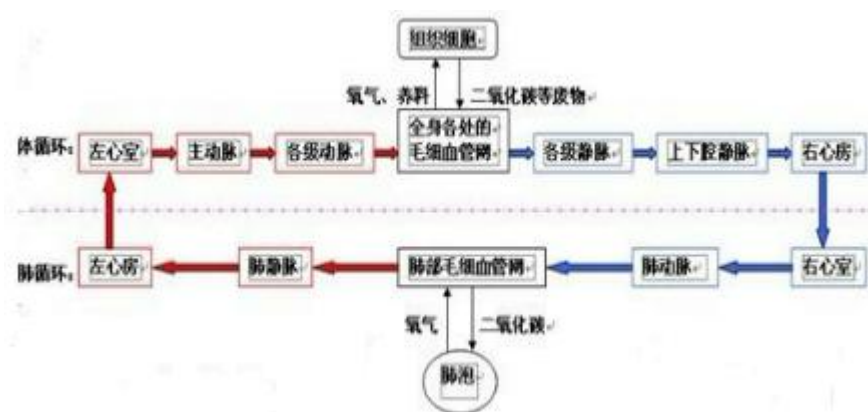 组织细胞
氧气、养料
二氧化碳等废物
体循环:
左心室
主动脉
各级动脉
全身各处的
毛细血管网
各级静脉
上下腔静脉
右心房
肺循环:
左心房
肺静脉
肺部毛细血管网
肺动脉
右心室
氧气
二氧化碳
肺泡